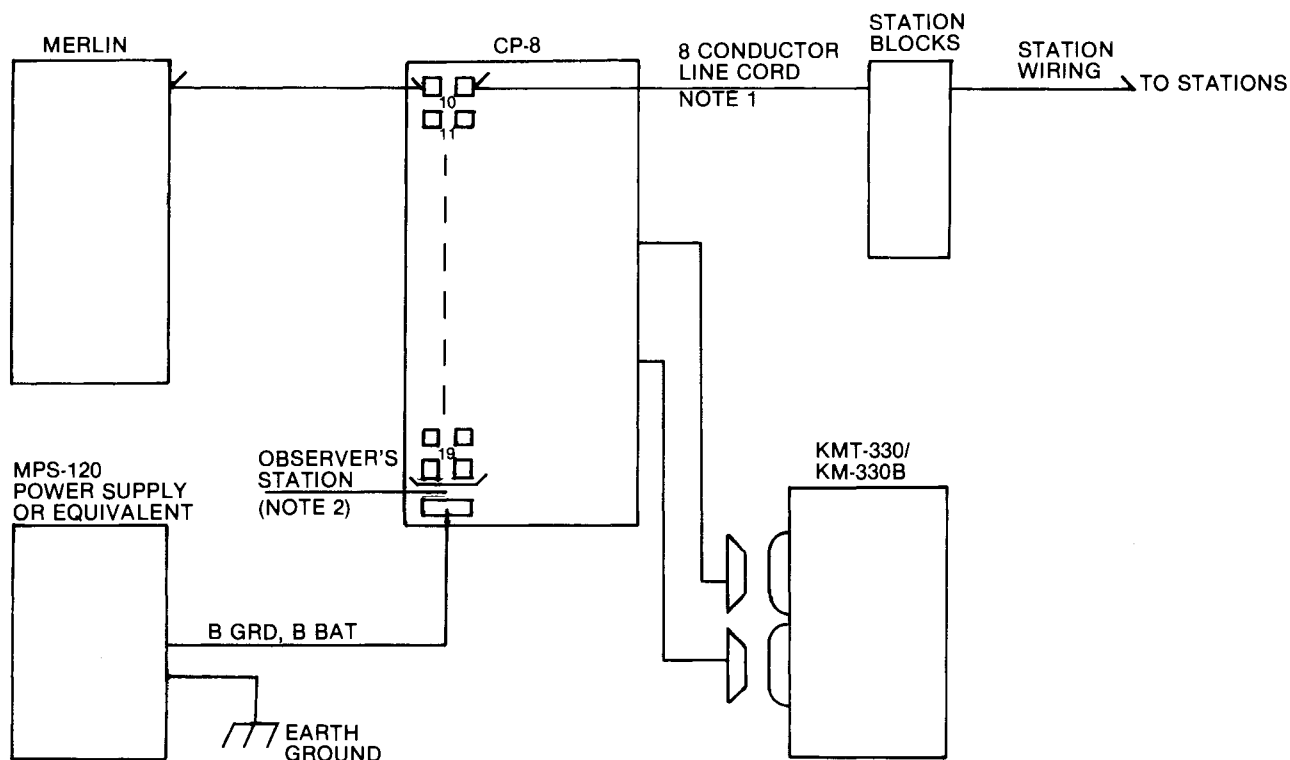 MERLIN
CP-8
8 CONDUCTOR
LINE CORD
NOTE 1
STATION
BLOCKS
STATION
WIRING
TO STATIONS
10
11
19
OBSERVER'S
STATION
(NOTE 2)
MPS-120
POWER SUPPLY
OR EQUIVALENT
KMT-330/
KM-330B
B GRD, B BAT
EARTH
GROUND